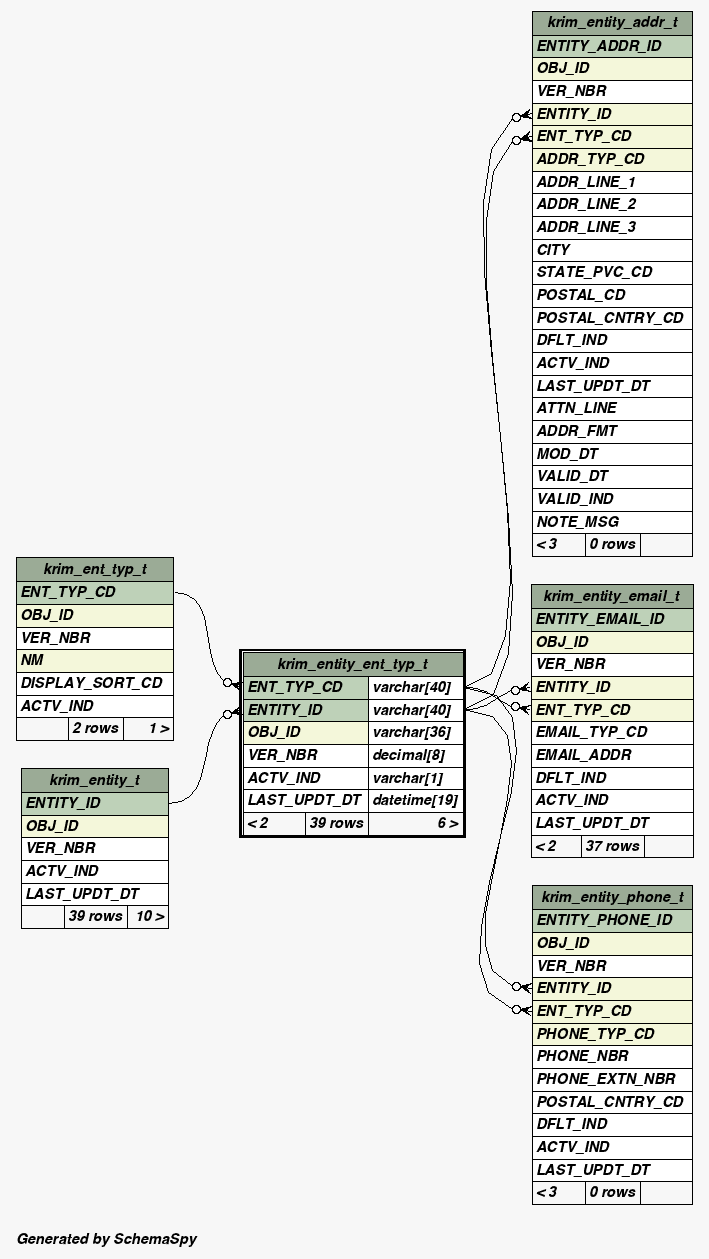 krim_entity_addr_t
ENTITY_ADDR_ID
OBJ_ID
VER_NBR
ENTITY_ID
ENT_TYP_CD
ADDR_TYP_CD
ADDR_LINE_1
ADDR_LINE_2
ADDR_LINE_3
CITY
STATE_PVC_CD
POSTAL_CD
POSTAL_CNTRY_CD
DFLT_IND
ACTV_IND
LAST_UPDT_DT
ATTN_LINE
ADDR_FMT
MOD_DT
VALID_DT
VALID_IND
NOTE_MSG
< 3 0 rows
krim_ent_typ_t
ENT_TYP_CD
OBJ_ID
VER_NBR
NM
DISPLAY_SORT_CD
ACTV_IND
2 rows 1 >
krim_entity_t
ENTITY_ID
OBJ_ID
VER_NBR
ACTV_IND
LAST_UPDT_DT
39 rows 10 >
krim_entity_ent_typ_t
ENT_TYP_CD varchar[40]
ENTITY_ID varchar[40]
OBJ_ID varchar[36]
VER_NBR decimal[8]
ACTV_IND varchar[1]
LAST_UPDT_DT datetime[19]
< 2 39 rows 6 >
krim_entity_email_t
ENTITY_EMAIL_ID
OBJ_ID
VER_NBR
ENTITY_ID
ENT_TYP_CD
EMAIL_TYP_CD
EMAIL_ADDR
DFLT_IND
ACTV_IND
LAST_UPDT_DT
< 2 37 rows
krim_entity_phone_t
ENTITY_PHONE_ID
OBJ_ID
VER_NBR
ENTITY_ID
ENT_TYP_CD
PHONE_TYP_CD
PHONE_NBR
PHONE_EXTN_NBR
POSTAL_CNTRY_CD
DFLT_IND
ACTV_IND
LAST_UPDT_DT
< 3 0 rows
Generated by SchemaSpy